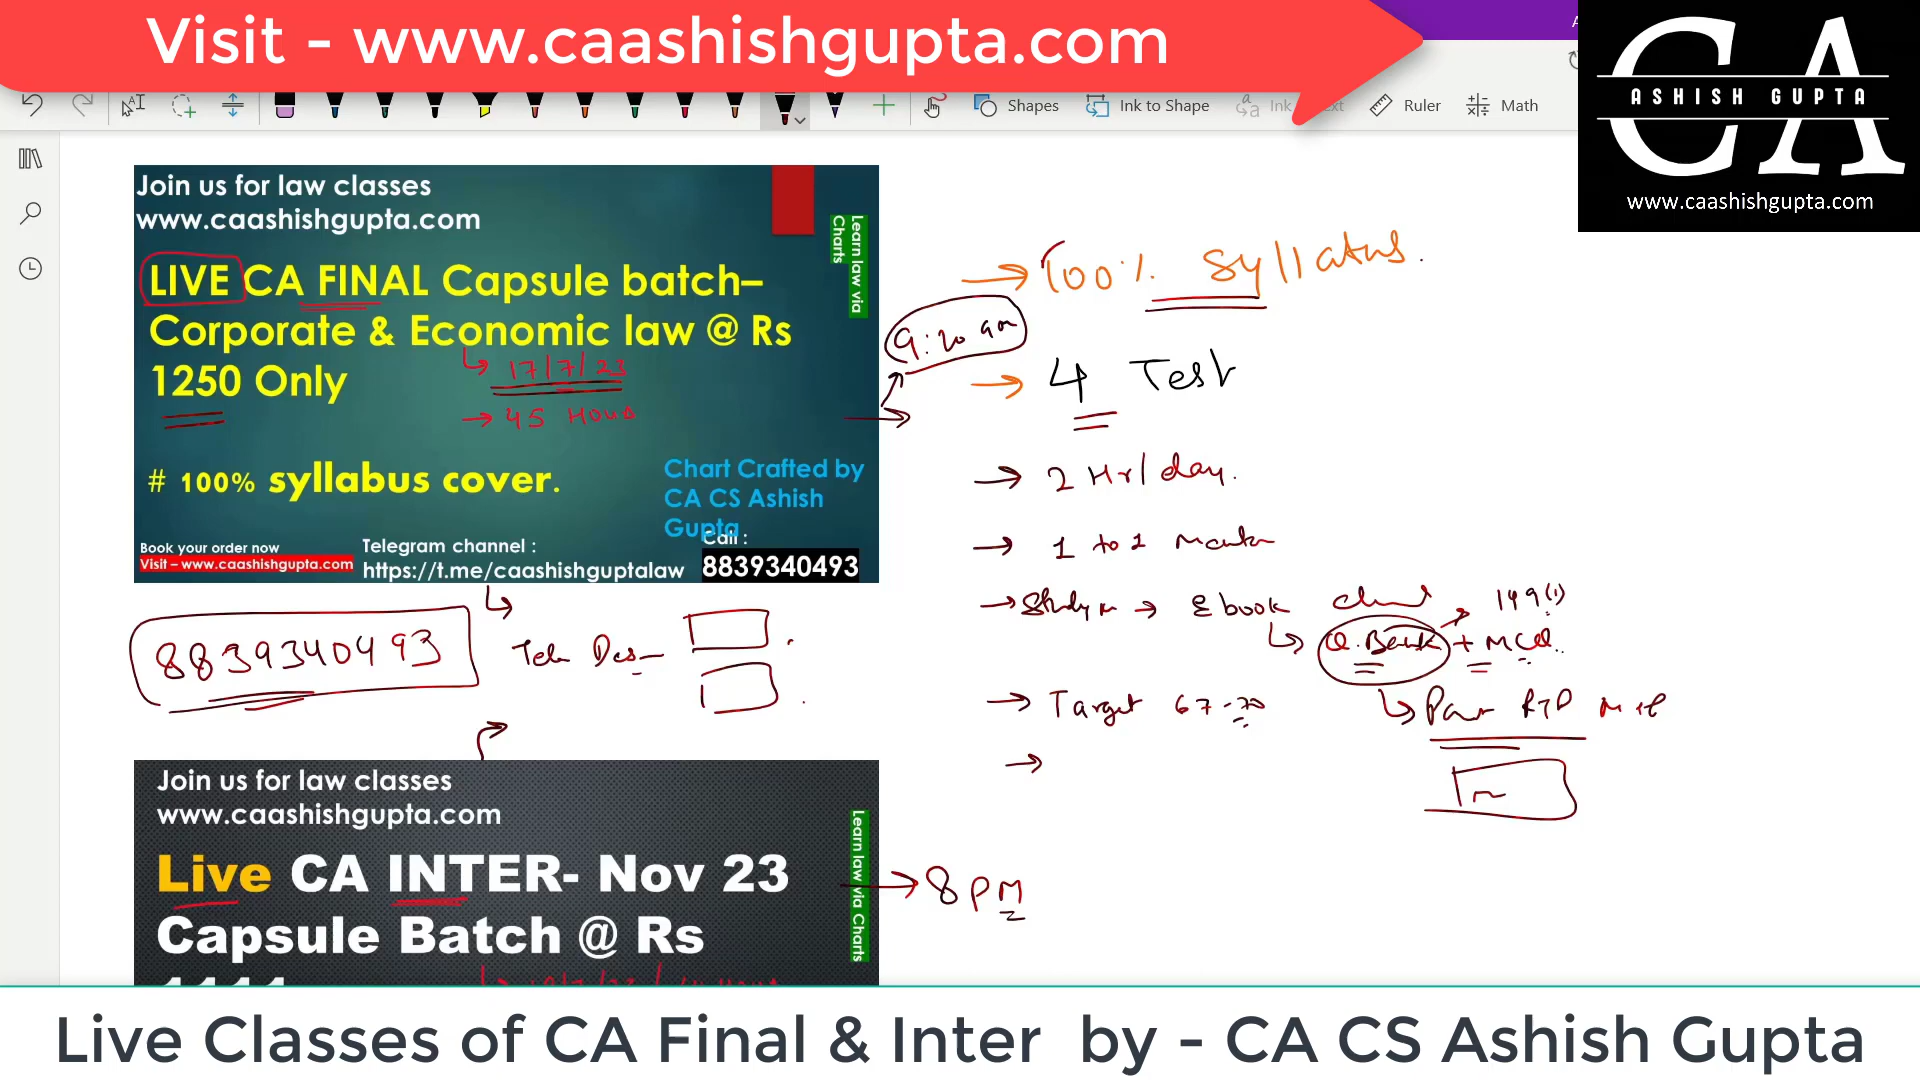 Visit - www.caashishgupta.com
CA
ASHISH GUPTA
www.caashishgupta.com
Shapes
Ink to Shape
Ruler
Math
Join us for law classes
www.caashishgupta.com
Learn law via
Charts
LIVE CA FINAL Capsule batch–
Corporate & Economic law @ Rs
1250 Only
17/7/23
→ 45 Hours
# 100% syllabus cover.
Chart Crafted by
CA CS Ashish
Gupta
Call :
8839340493
Book your order now
Visit – www.caashishgupta.com
Telegram channel :
https://t.me/caashishguptalaw
→ 100% Syllabus.
9:20 am
→ 4 Test
→ 2 Hr/day.
→ 1 to 1
→ Study m → E book
149(1)
Q. Bank + MCQ..
→ Target 67-70
RTP
8839340493
Join us for law classes
www.caashishgupta.com
Learn law via Charts
Live CA INTER- Nov 23
Capsule Batch @ Rs
→ 8 PM
Live Classes of CA Final & Inter by - CA CS Ashish Gupta